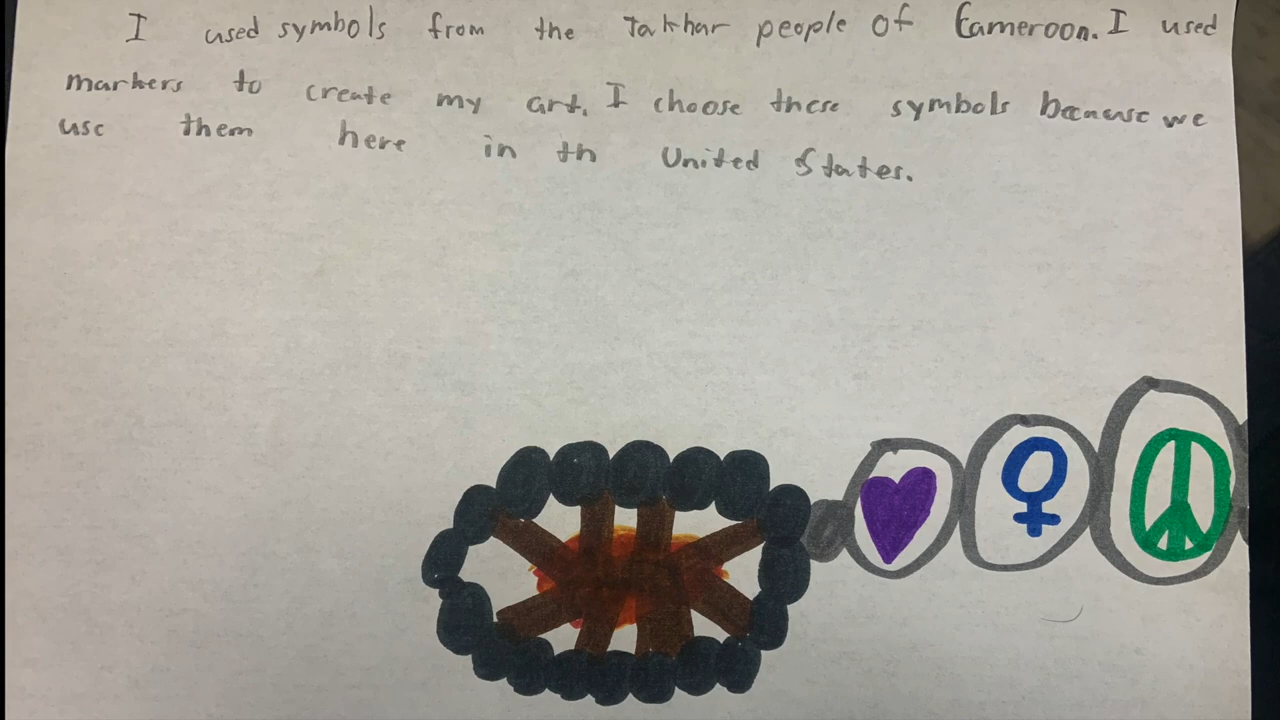 I used symbols from the Takhar people of Cameroon. I used
markers to create my art. I choose these symbols because we
use them here in th United States.